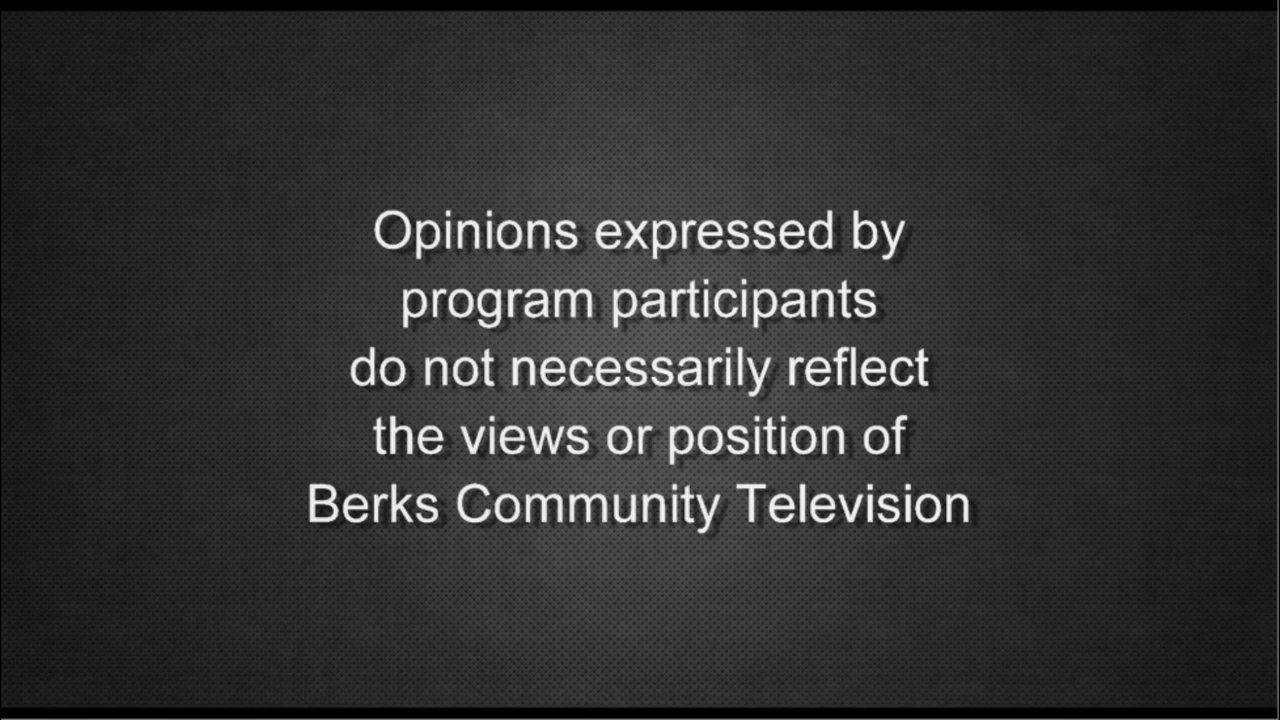 Opinions expressed by
program participants
do not necessarily reflect
the views or position of
Berks Community Television